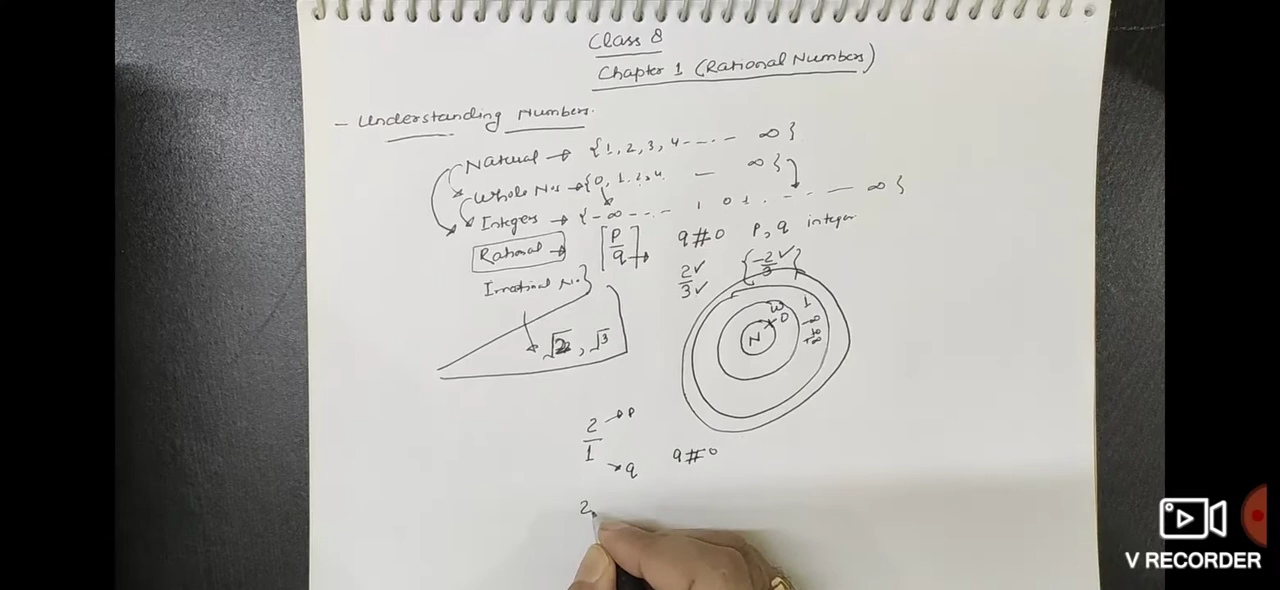 Class 8
Chapter 1 (Rational Numbers)
- Understanding Numbers.
Natural → {1, 2, 3, 4 - - . - ∞ }
Whole Nos → {0, 1, 2, 4. — ∞ }
Integers → { -∞ - - . - 1 0 1 . - - — ∞ }
Rational → [P/q] → q ≠ 0 P, q integer
2/3 ✓ ✓ {-2/3 ✓}
Irrational N.
√2, √3
N
W
0
1
-∞
+∞
2/1 → P
→ q q ≠ 0
2
V RECORDER